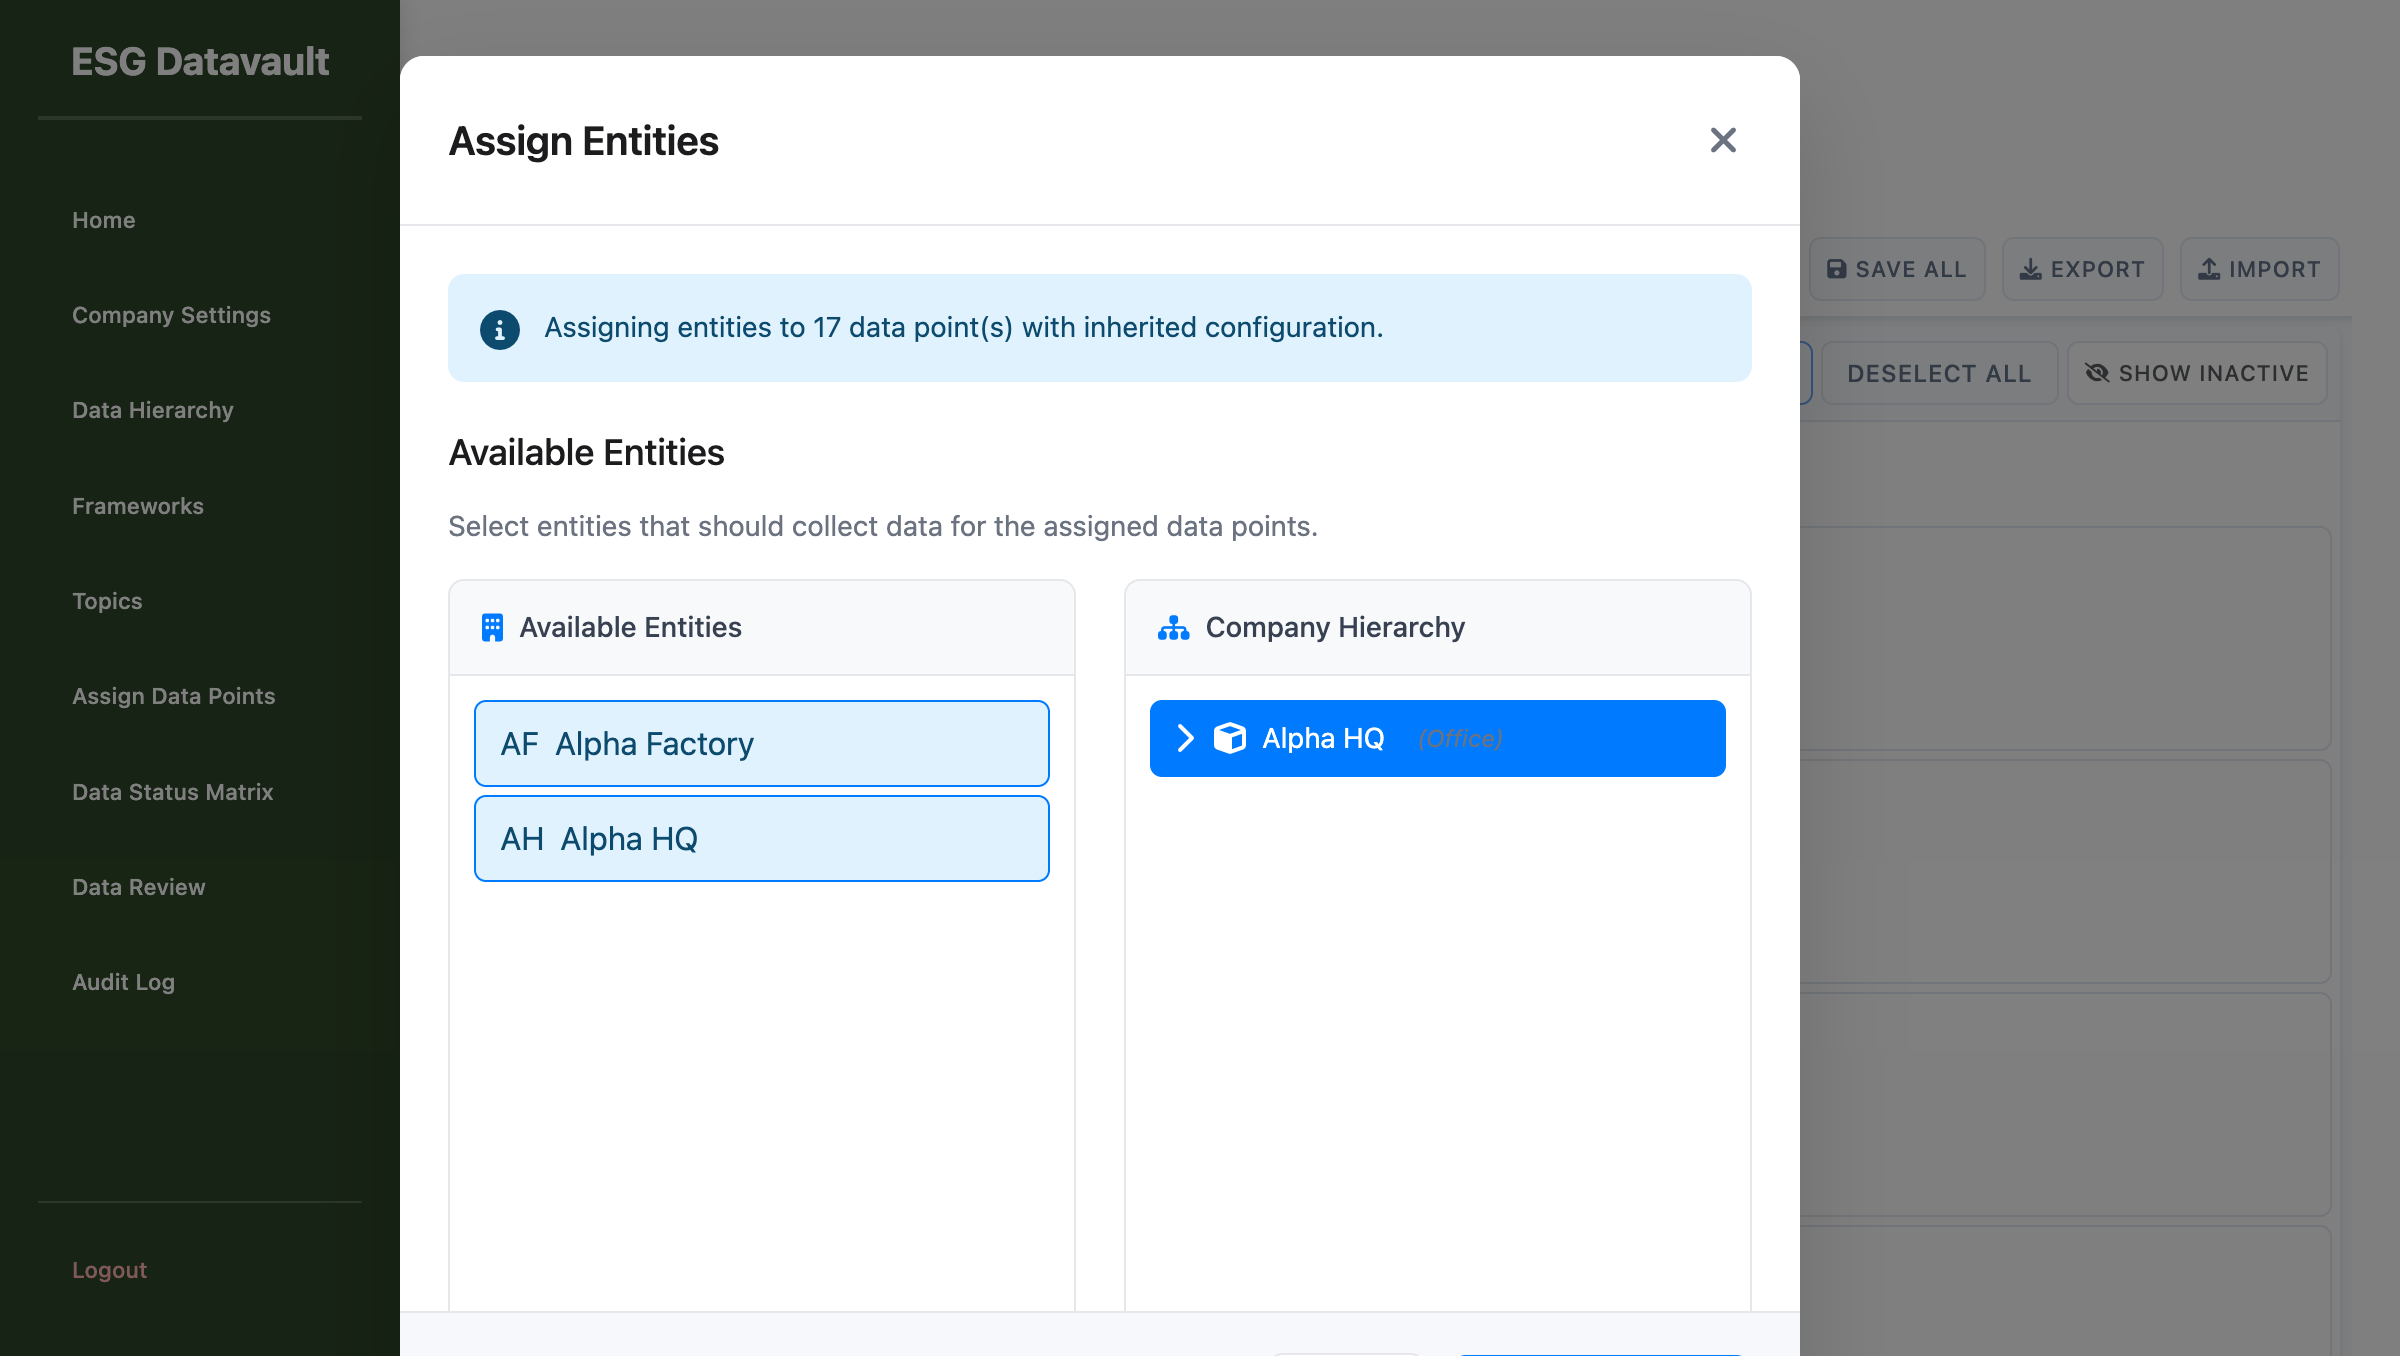 ESG Datavault
Home
Company Settings
Data Hierarchy
Frameworks
Topics
Assign Data Points
Data Status Matrix
Data Review
Audit Log
Logout
Assign Entities
Assigning entities to 17 data point(s) with inherited configuration.
Available Entities
Select entities that should collect data for the assigned data points.
Available Entities
AF Alpha Factory
AH Alpha HQ
Company Hierarchy
Alpha HQ (Office)
SAVE ALL EXPORT IMPORT
DESELECT ALL SHOW INACTIVE